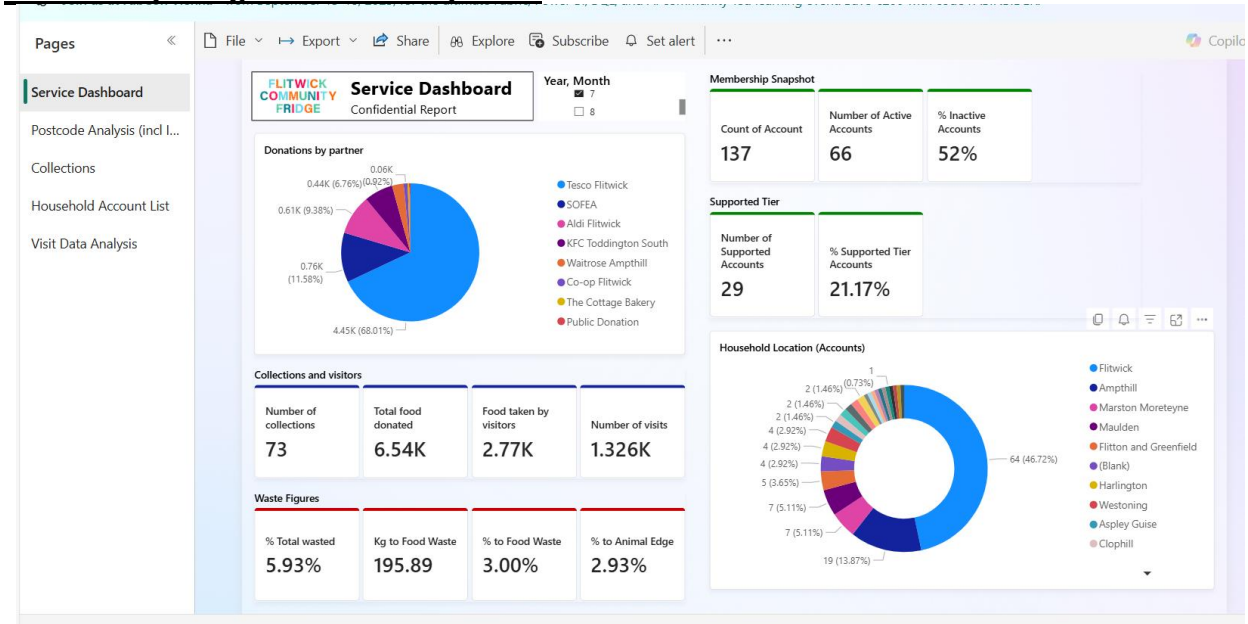 Pages
File
Export
Share
Explore
Subscribe
Set alert
Service Dashboard
Postcode Analysis (incl I...
Collections
Household Account List
Visit Data Analysis
FLITWICK
COMMUNITY
FRIDGE
Service Dashboard
Confidential Report
Year, Month
7
8
Donations by partner
0.06K
(0.92%)
0.44K (6.76%)
0.61K (9.38%)
0.76K
(11.58%)
4.45K (68.01%)
Tesco Flitwick
SOFEA
Aldi Flitwick
KFC Toddington South
Waitrose Ampthill
Co-op Flitwick
The Cottage Bakery
Public Donation
Collections and visitors
Number of
collections
73
Total food
donated
6.54K
Food taken by
visitors
2.77K
Number of visits
1.326K
Waste Figures
% Total wasted
5.93%
Kg to Food Waste
195.89
% to Food Waste
3.00%
% to Animal Edge
2.93%
Membership Snapshot
Count of Account
137
Number of Active
Accounts
66
% Inactive
Accounts
52%
Supported Tier
Number of
Supported
Accounts
29
% Supported Tier
Accounts
21.17%
Household Location (Accounts)
1
(0.73%)
2 (1.46%)
2 (1.46%)
2 (1.46%)
4 (2.92%)
4 (2.92%)
4 (2.92%)
5 (3.65%)
7 (5.11%)
7 (5.11%)
19 (13.87%)
64 (46.72%)
Flitwick
Ampthill
Marston Moreteyne
Maulden
Flitton and Greenfield
(Blank)
Harlington
Westoning
Aspley Guise
Clophill